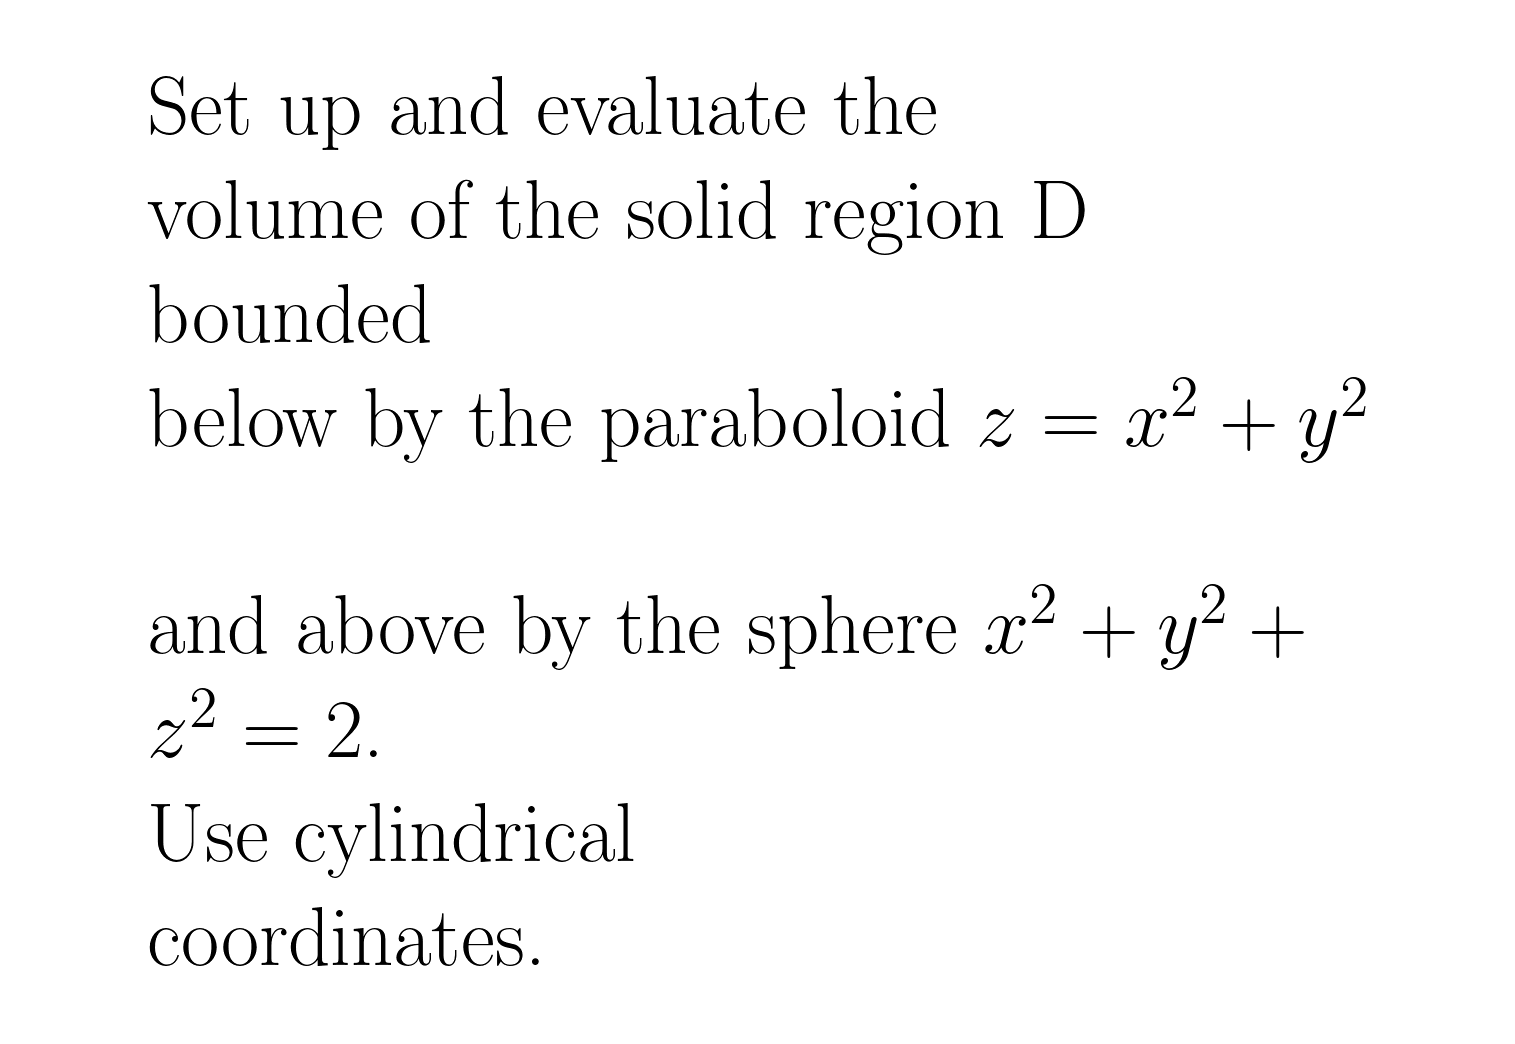 Set up and evaluate the
volume of the solid region D
bounded
below by the paraboloid $z = x^2 + y^2$
and above by the sphere $x^2 + y^2 +$
$z^2 = 2.$
Use cylindrical
coordinates.